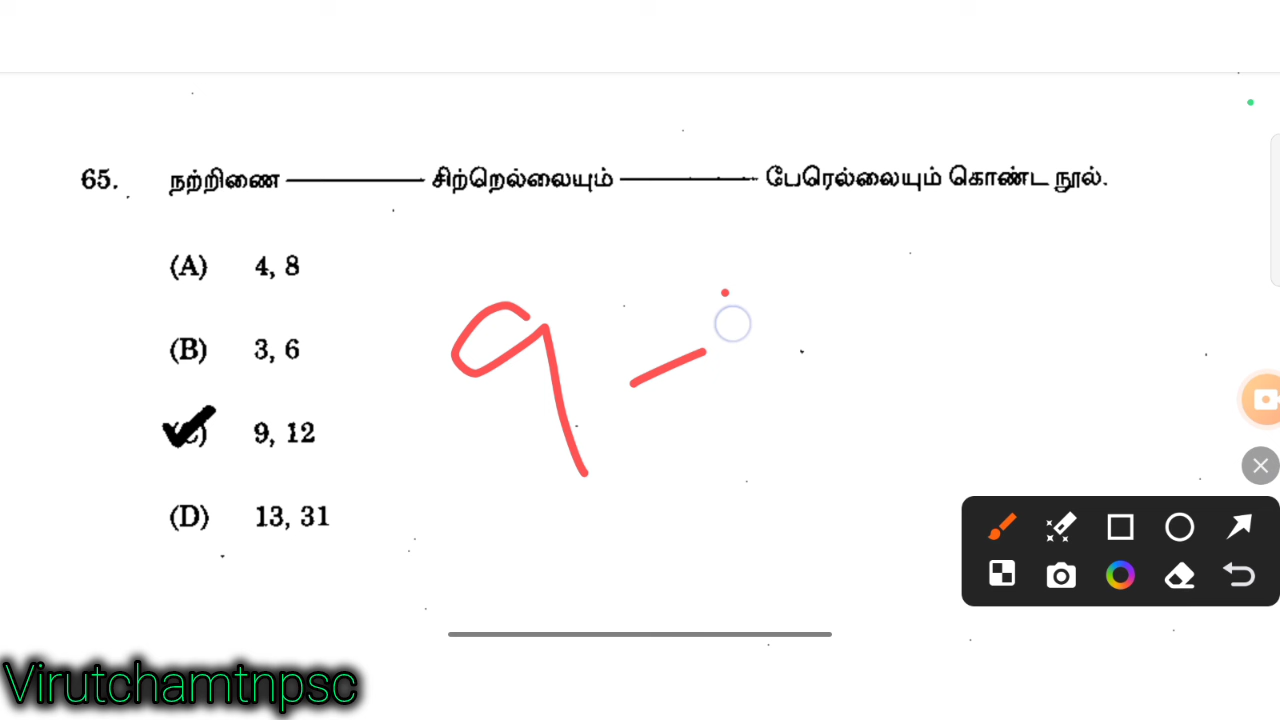 65. நற்றிணை ———— சிற்றெல்லையும் ———— பேரெல்லையும் கொண்ட நூல்.
(A) 4, 8
(B) 3, 6
(C) 9, 12
(D) 13, 31
9 –
Virutchamtnpsc